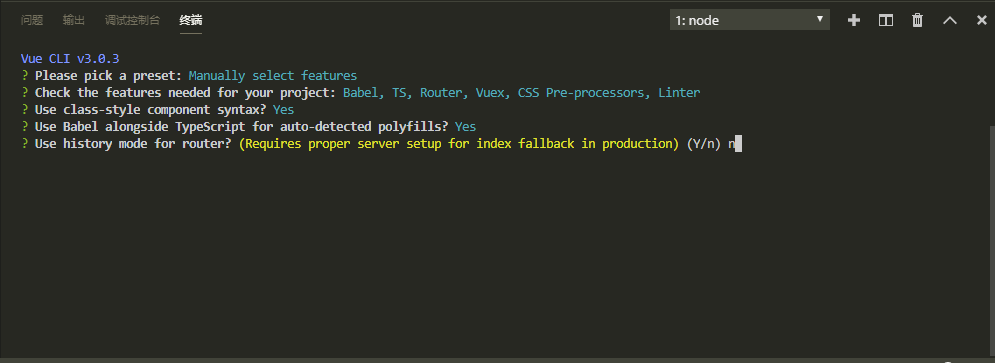 问题 输出 调试控制台 终端 1: node
Vue CLI v3.0.3
? Please pick a preset: Manually select features
? Check the features needed for your project: Babel, TS, Router, Vuex, CSS Pre-processors, Linter
? Use class-style component syntax? Yes
? Use Babel alongside TypeScript for auto-detected polyfills? Yes
? Use history mode for router? (Requires proper server setup for index fallback in production) (Y/n) n